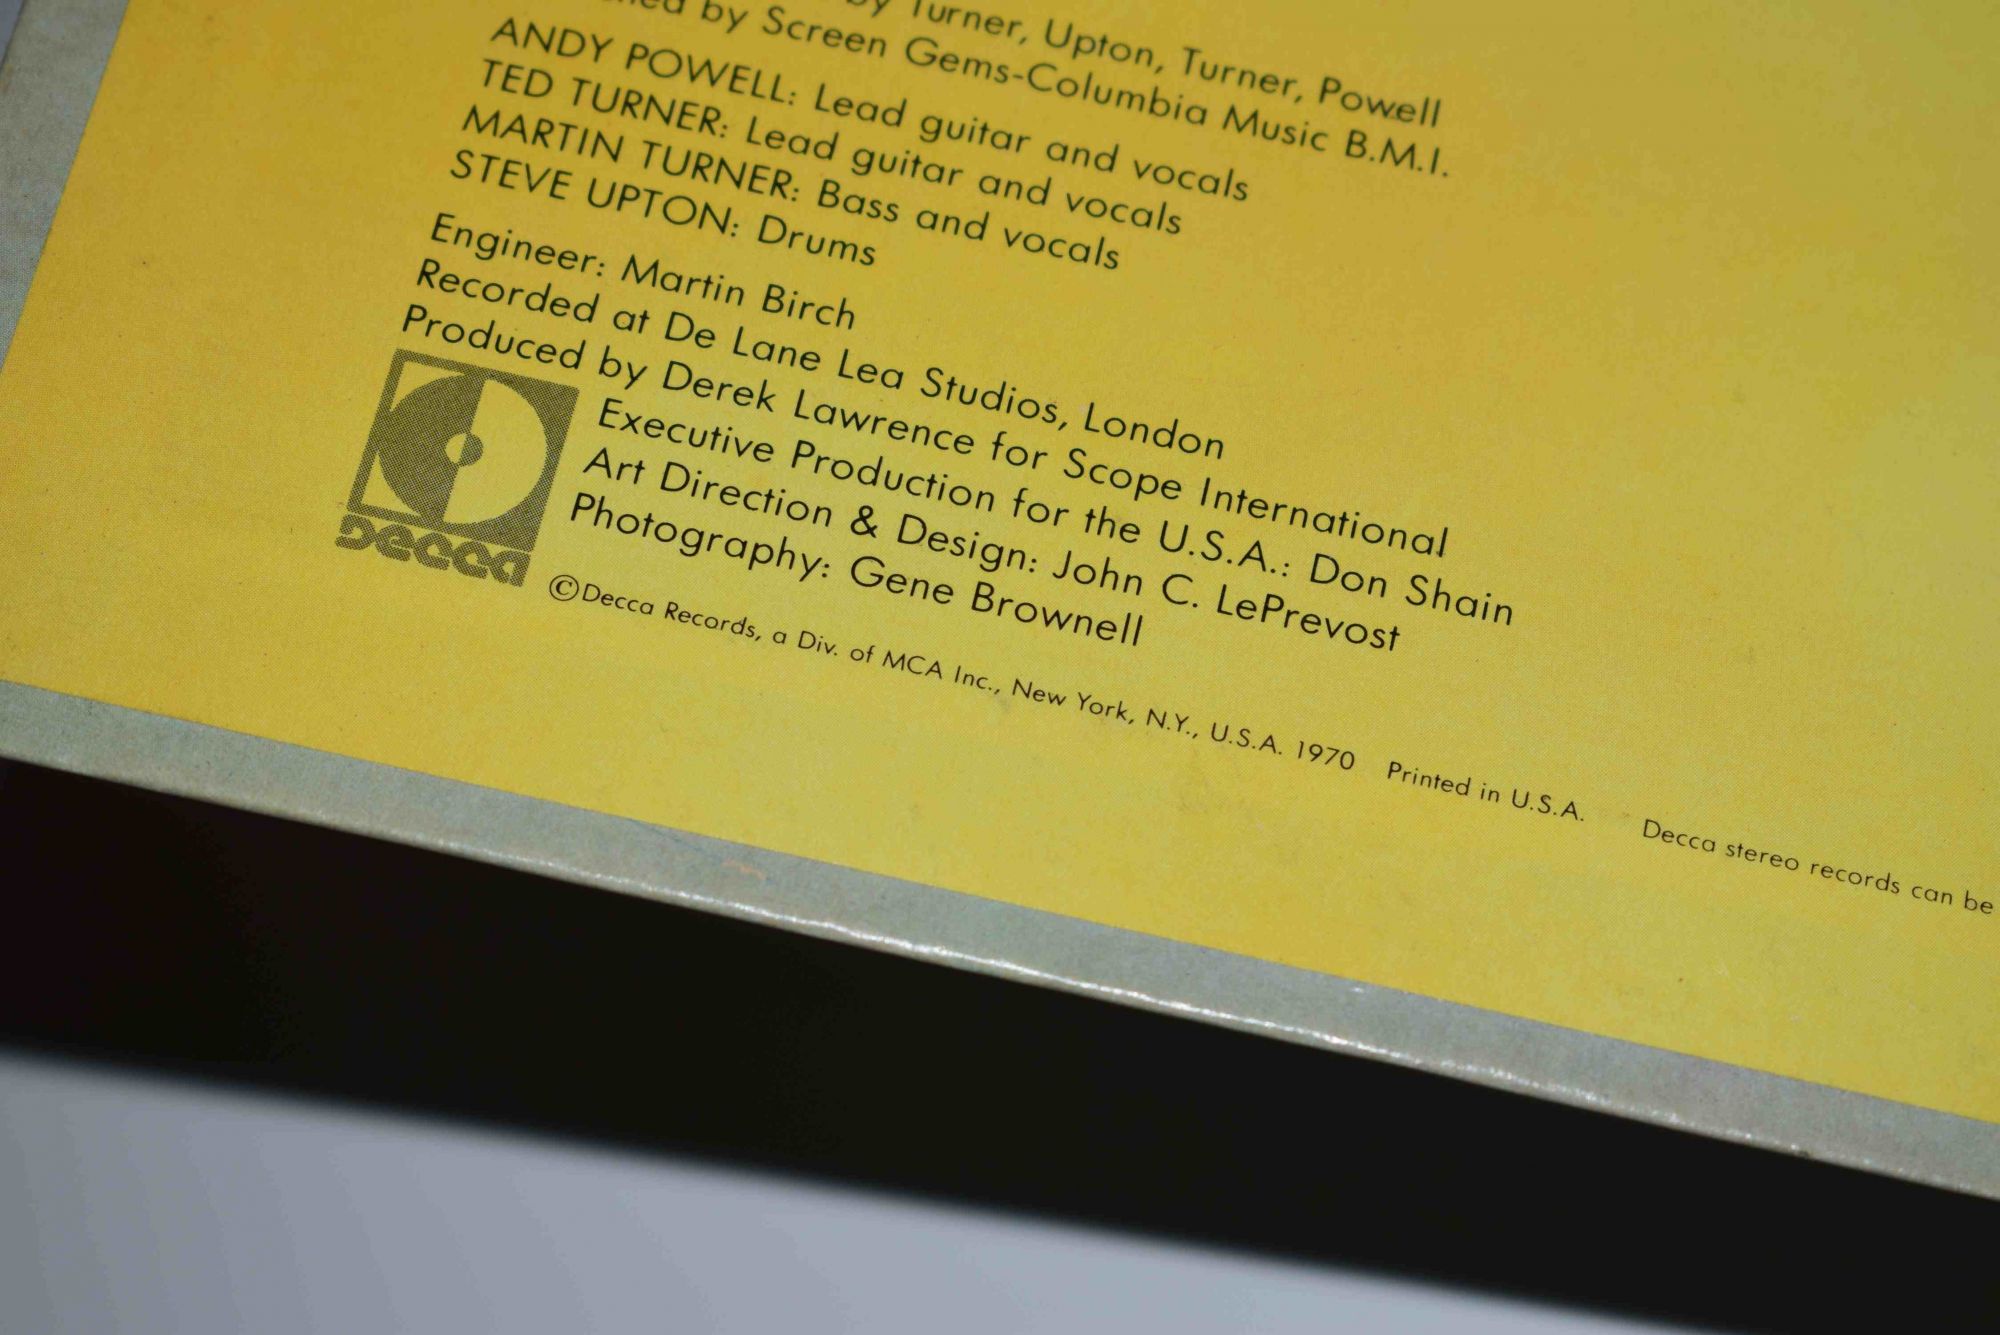 by Turner, Upton, Turner, Powell
by Screen Gems-Columbia Music B.M.I.
ANDY POWELL: Lead guitar and vocals
TED TURNER: Lead guitar and vocals
MARTIN TURNER: Bass and vocals
STEVE UPTON: Drums
Engineer: Martin Birch
Recorded at De Lane Lea Studios, London
Produced by Derek Lawrence for Scope International
Executive Production for the U.S.A.: Don Shain
Art Direction & Design: John C. LePrevost
Photography: Gene Brownell
DECCA
©Decca Records, a Div. of MCA Inc., New York, N.Y., U.S.A. 1970 Printed in U.S.A. Decca stereo records can be